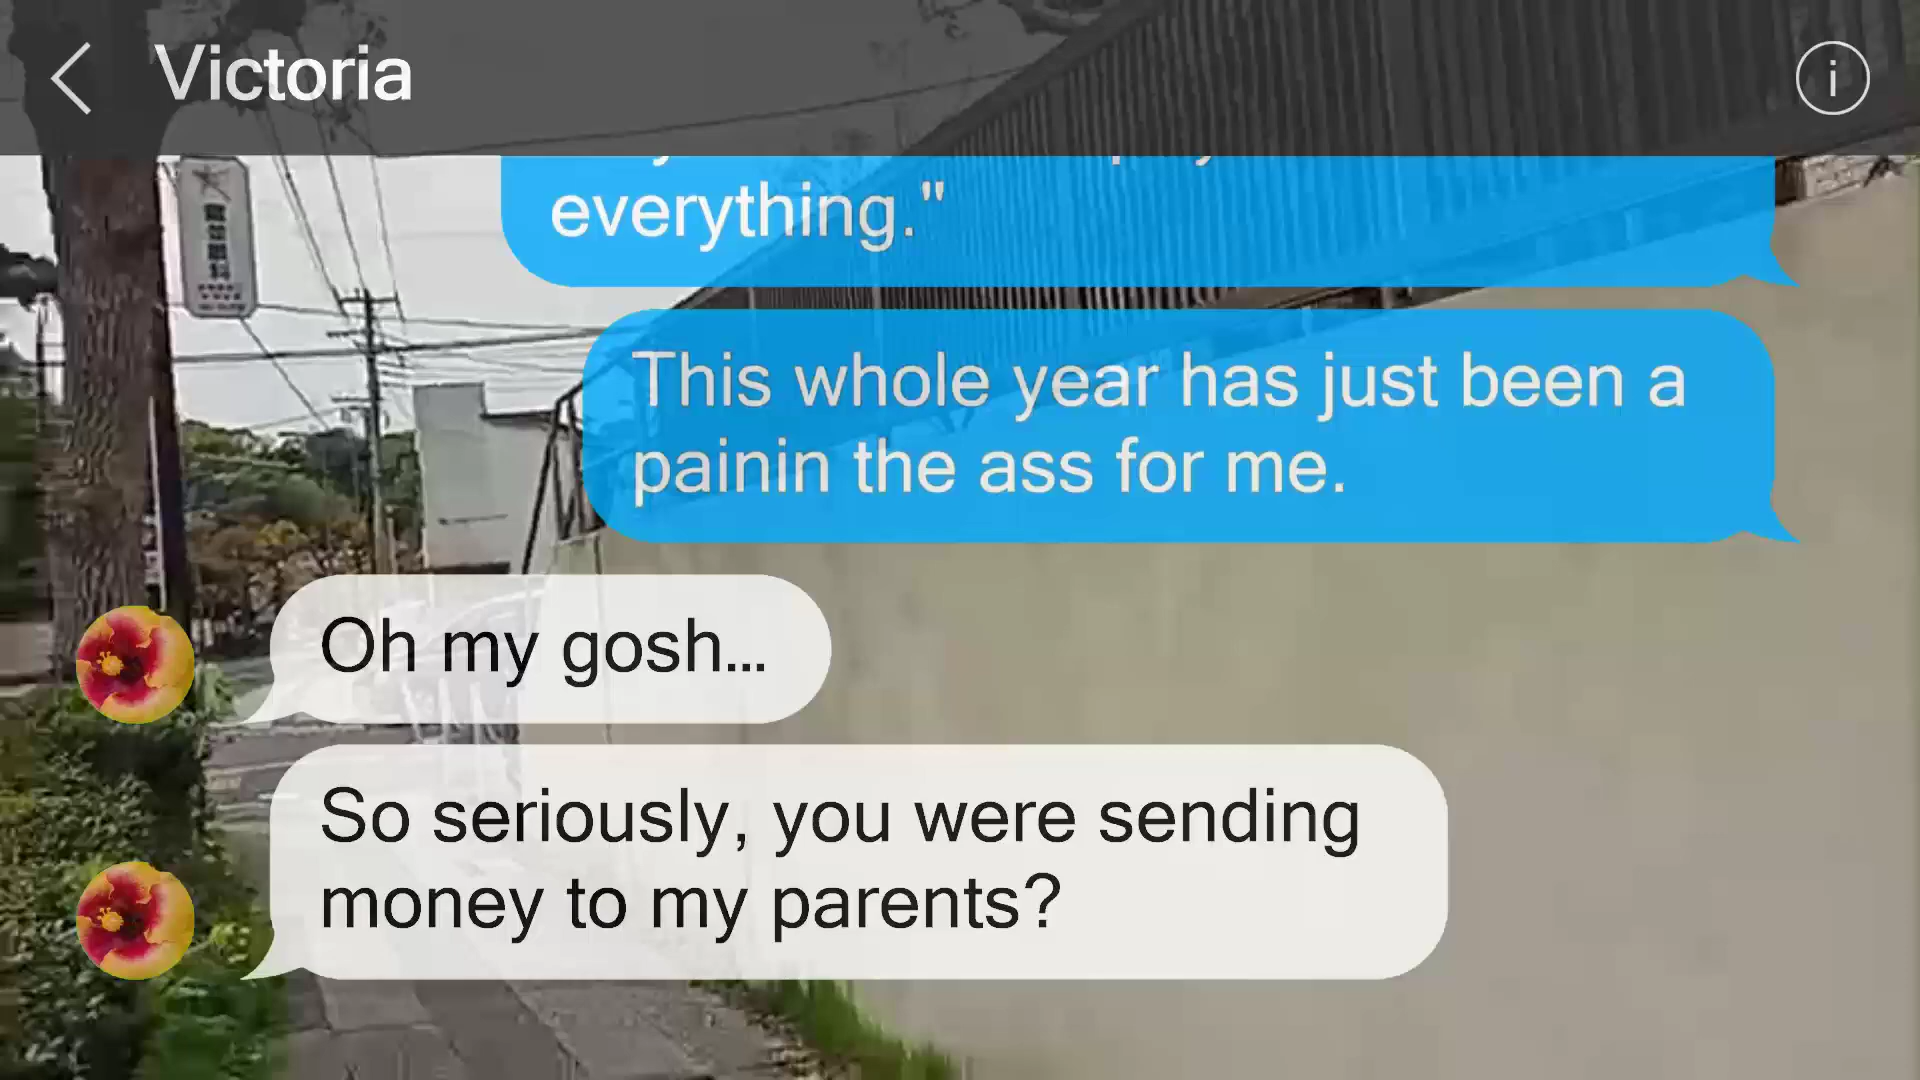 Victoria
everything."
This whole year has just been a
painin the ass for me.
Oh my gosh...
So seriously, you were sending
money to my parents?